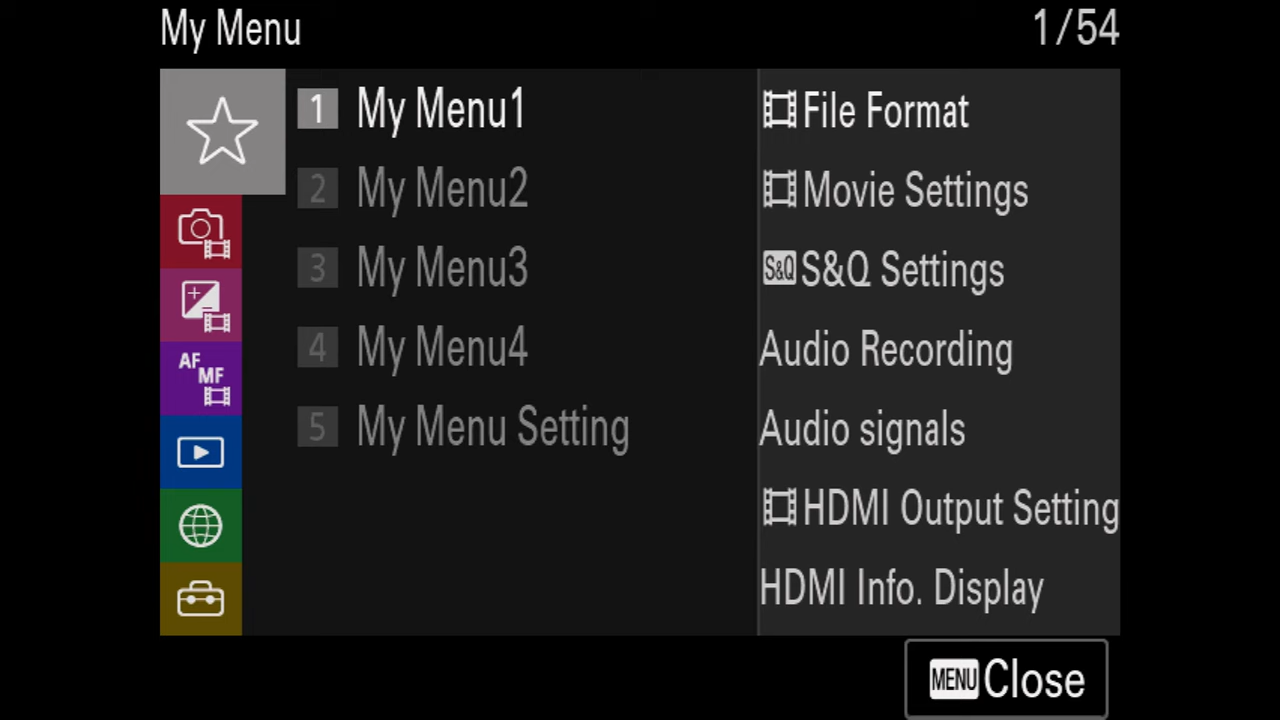 My Menu 1/54
1 My Menu1
2 My Menu2
3 My Menu3
4 My Menu4
5 My Menu Setting
AF MF
File Format
Movie Settings
S&Q S&Q Settings
Audio Recording
Audio signals
HDMI Output Setting
HDMI Info. Display
MENU Close